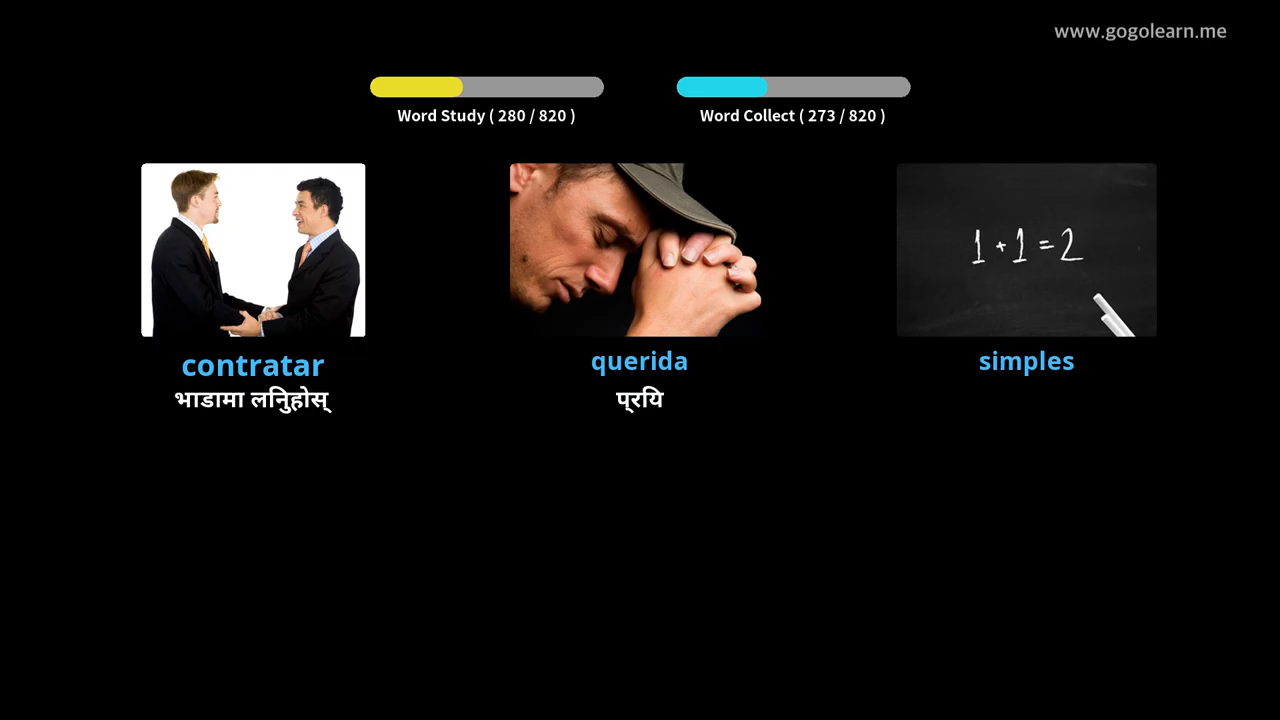 www.gogolearn.me
Word Study ( 280 / 820 )
Word Collect ( 273 / 820 )
1 + 1 = 2
contratar
querida
simples
भाडामा लिनुहोस्
प्रिय